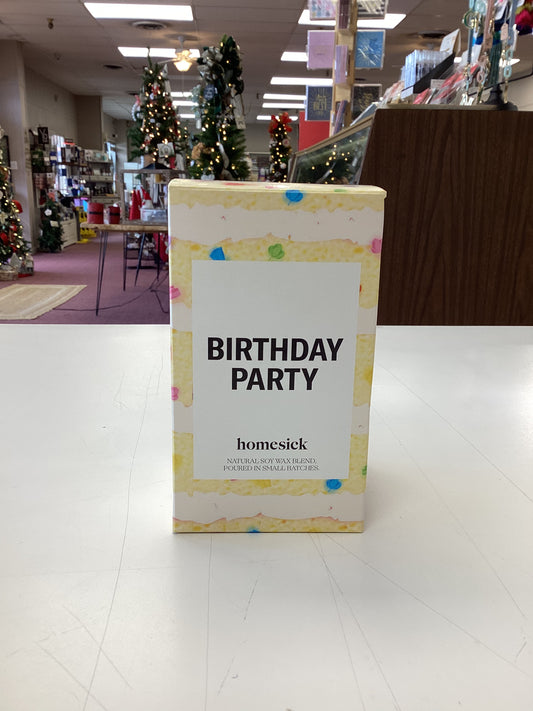 BIRTHDAY
PARTY
homesick
NATURAL SOY WAX BLEND.
POURED IN SMALL BATCHES.